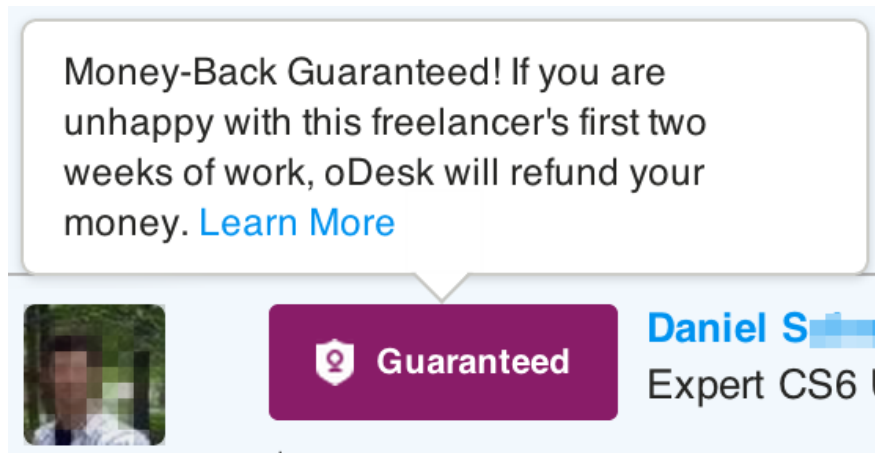 Money-Back Guaranteed! If you are
unhappy with this freelancer's first two
weeks of work, oDesk will refund your
money. Learn More
Guaranteed
Daniel
Expert CS6